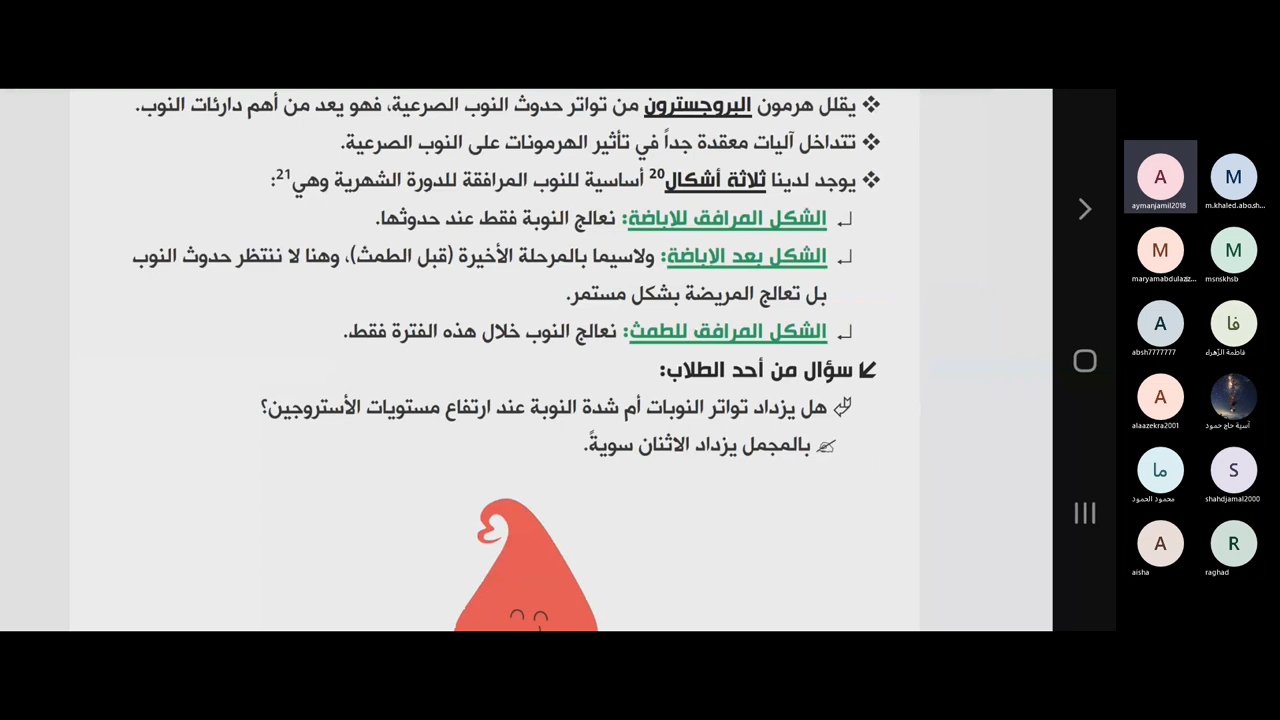 ❖ يقلل هرمون البروجسترون من تواتر حدوث النوب الصرعية، فهو يعد من أهم دارئات النوب.
❖ تتداخل آليات معقدة جداً في تأثير الهرمونات على النوب الصرعية.
❖ يوجد لدينا ثلاثة أشكال20 أساسية للنوب المرافقة للدورة الشهرية وهي21:
الشكل المرافق للإباضة: نعالج النوبة فقط عند حدوثها.
الشكل بعد الإباضة: ولاسيما بالمرحلة الأخيرة (قبل الطمث)، وهنا لا ننتظر حدوث النوب
بل تعالج المريضة بشكل مستمر.
الشكل المرافق للطمث: نعالج النوب خلال هذه الفترة فقط.
سؤال من أحد الطلاب:
هل يزداد تواتر النوبات أم شدة النوبة عند ارتفاع مستويات الأستروجين؟
بالمجمل يزداد الاثنان سويةً.
A
aymanjamil2018
M
m.khaled.abo.sh...
M
maryamabdulaziz...
M
msnskhsb
A
absh7777777
فا
فاطمة الزهراء
A
alaazekra2001
آسية حاج حمود
ما
محمود الحمود
S
shahdjamal2000
A
aisha
R
raghad